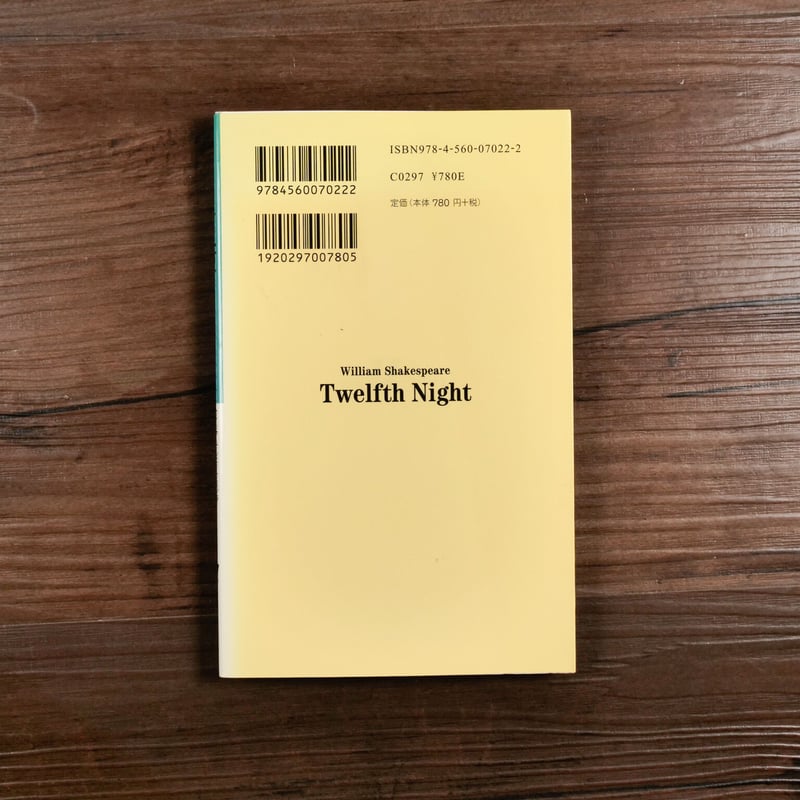 9784560070222
1920297007805
ISBN978-4-560-07022-2
C0297 ¥780E
定価(本体 780 円+税)
William Shakespeare
Twelfth Night